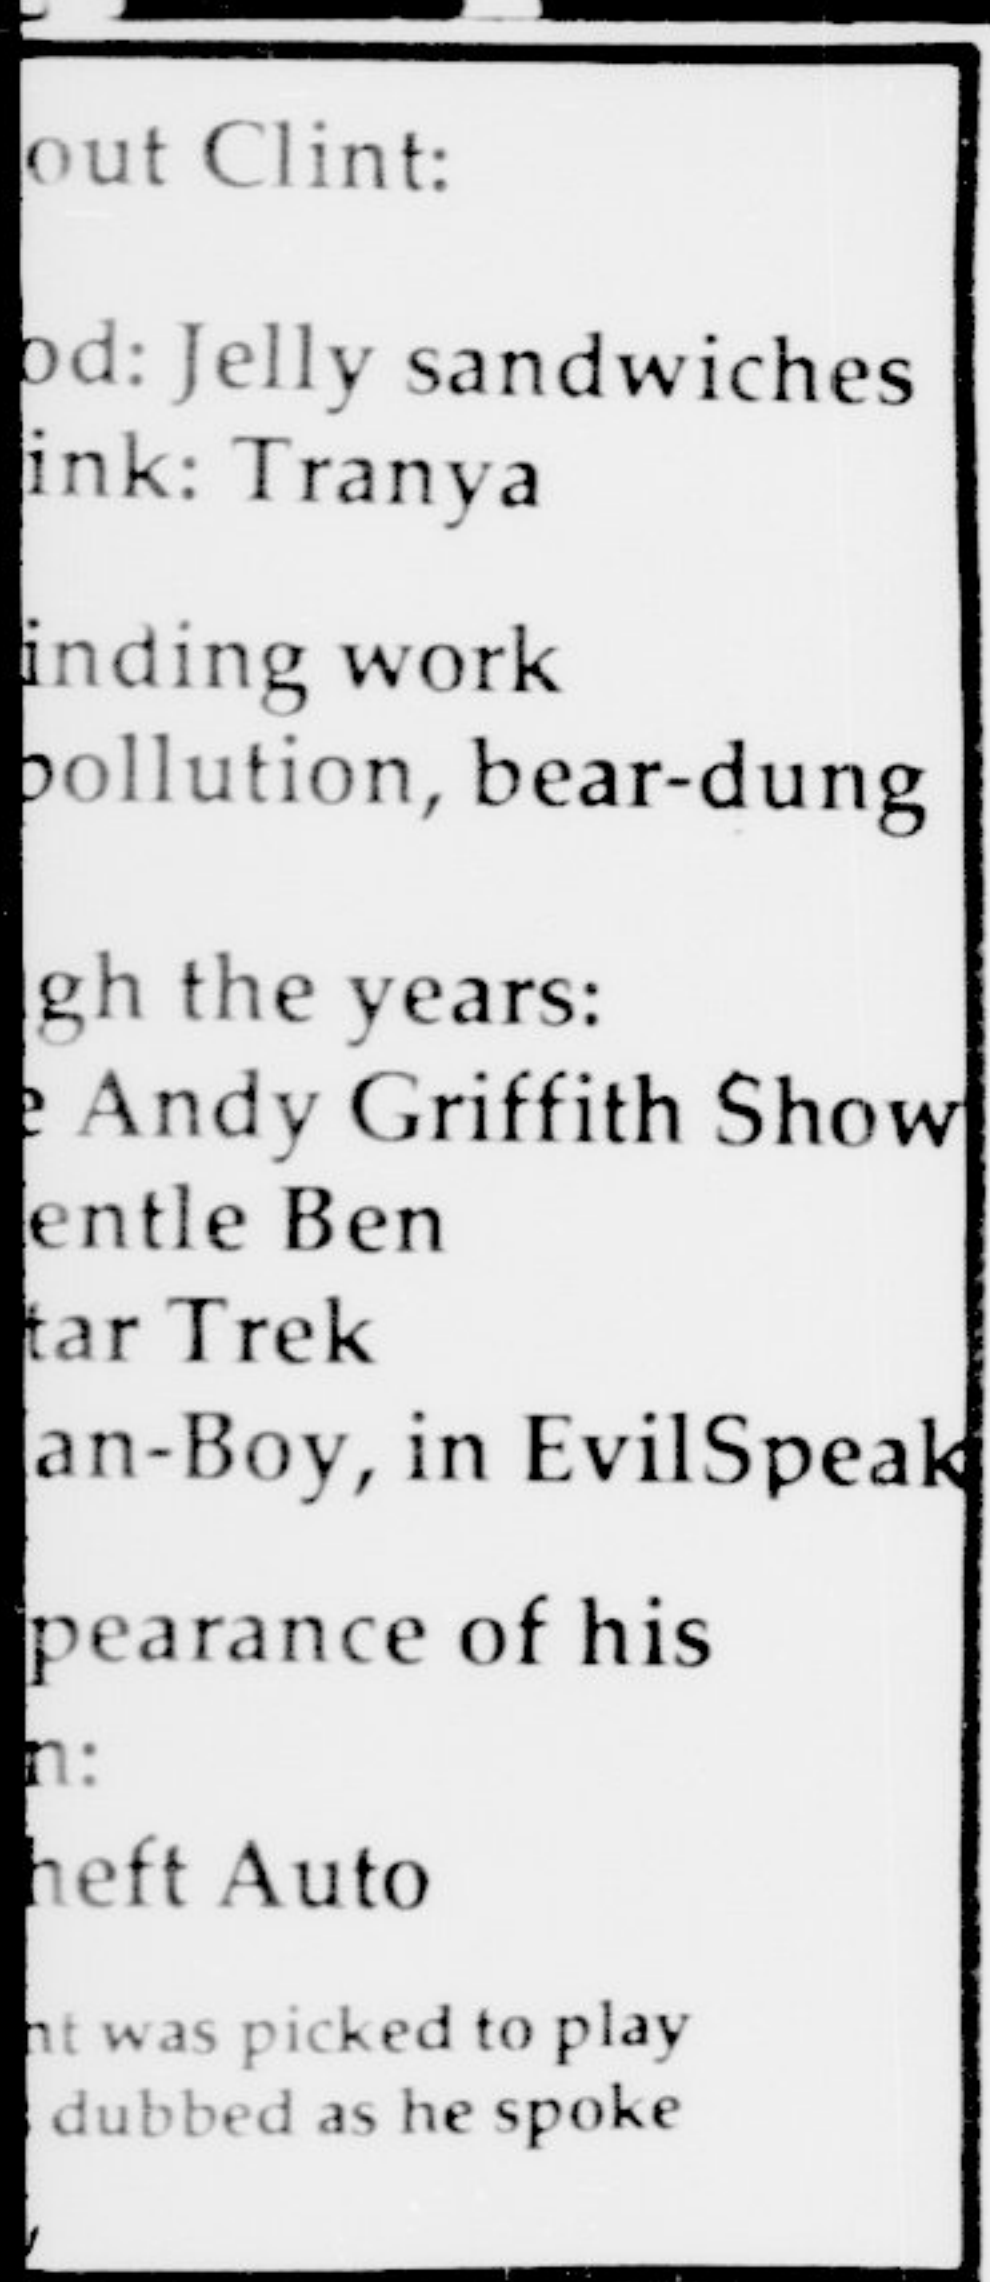 out Clint:
od: Jelly sandwiches
ink: Tranya
inding work
pollution, bear-dung
gh the years:
e Andy Griffith Show
entle Ben
tar Trek
an-Boy, in EvilSpeak
pearance of his
n:
heft Auto
nt was picked to play
dubbed as he spoke